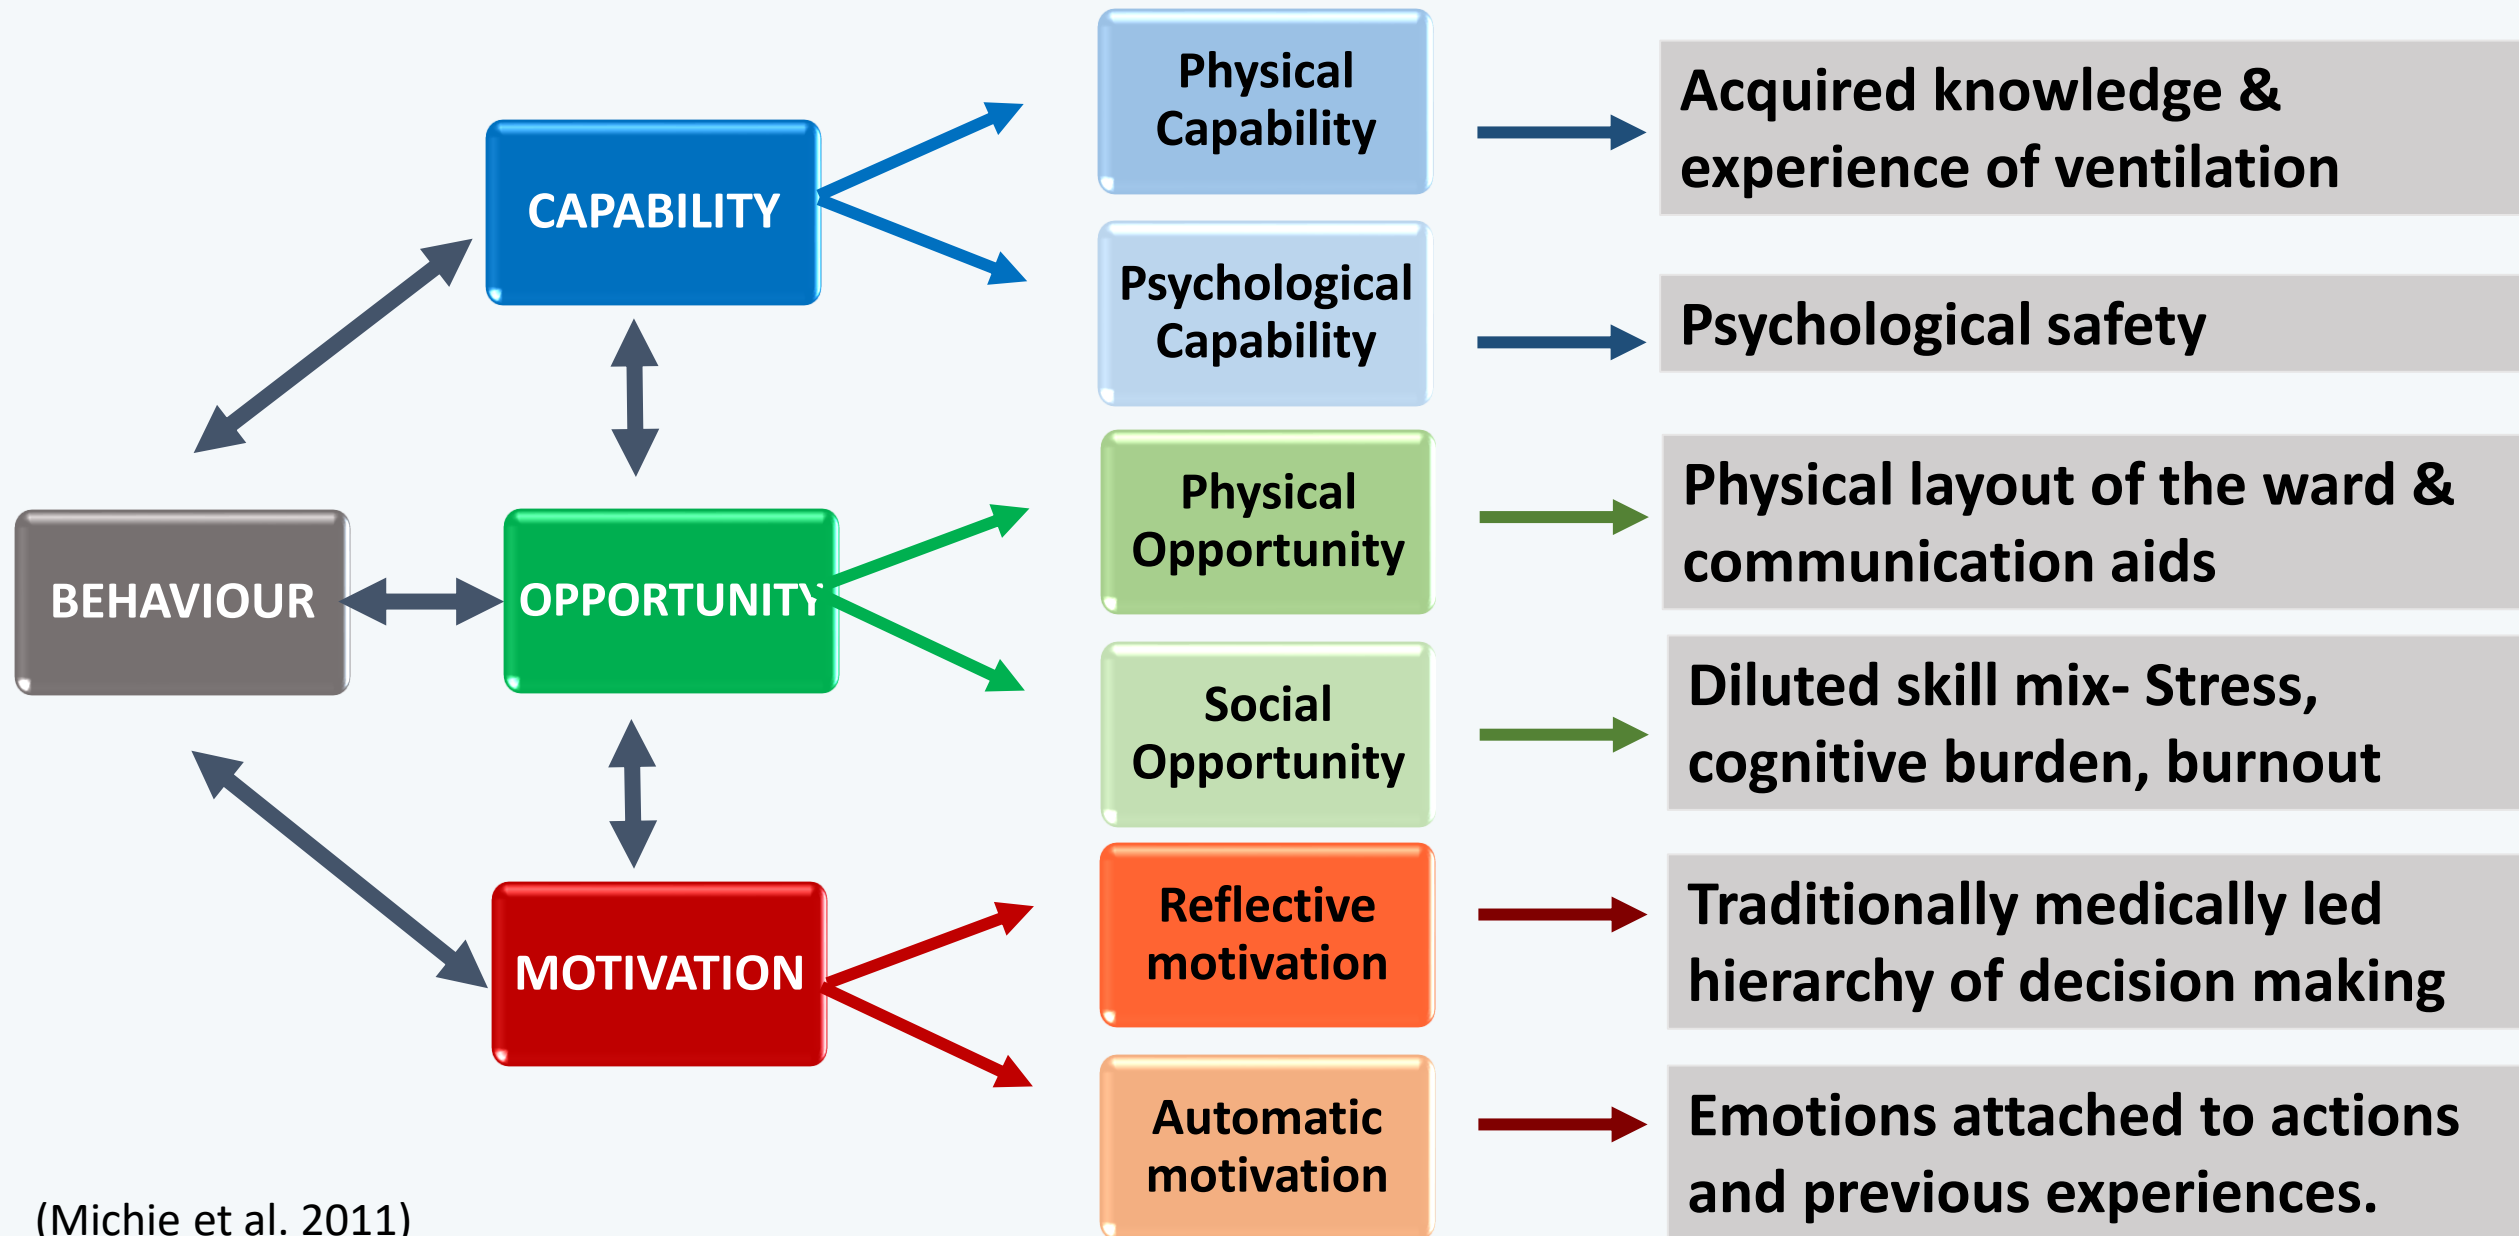 Physical
Capability
Acquired knowledge &
experience of ventilation
CAPABILITY
Psychological
Capability
Psychological safety
Physical
Opportunity
Physical layout of the ward &
communication aids
BEHAVIOUR
OPPORTUNITY
Social
Opportunity
Diluted skill mix- Stress,
cognitive burden, burnout
Reflective
motivation
Traditionally medically led
hierarchy of decision making
MOTIVATION
Automatic
motivation
Emotions attached to actions
and previous experiences.
(Michie et al. 2011)